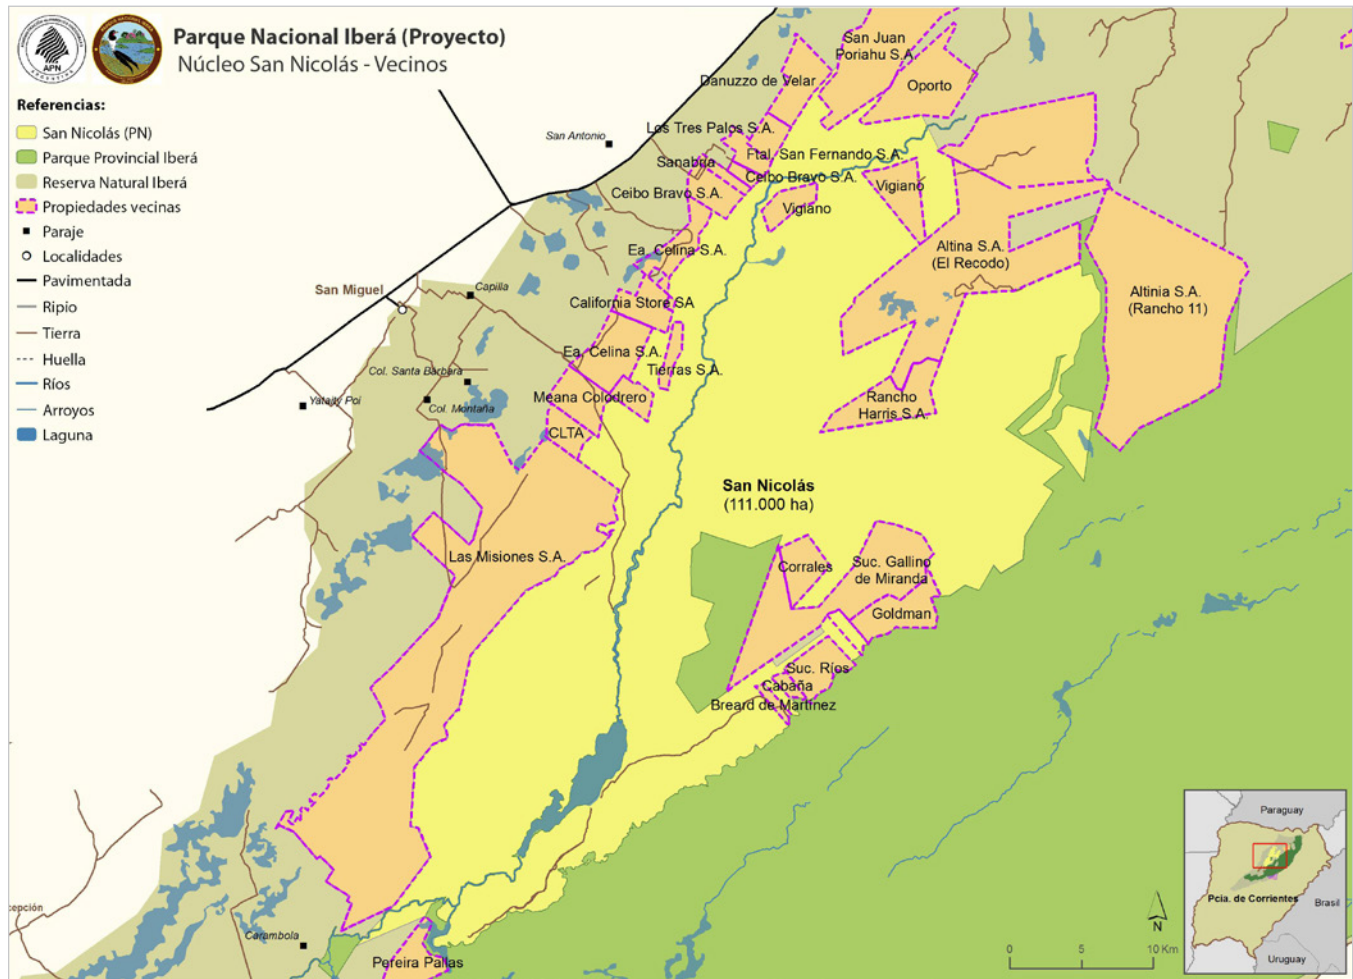 Parque Nacional Iberá (Proyecto)
Núcleo San Nicolás - Vecinos
APN
Referencias:
San Nicolás (PN)
Parque Provincial Iberá
Reserva Natural Iberá
Propiedades vecinas
Paraje
Localidades
Pavimentada
Ripio
Tierra
Huella
Ríos
Arroyos
Laguna
San Juan
Poriahu S.A.
Danuzzo de Velar
Oporto
Los Tres Palos S.A.
San Antonio
Sanabria
Ftal. San Fernando S.A.
Ceibo Bravo S.A.
Ceibo Bravo S.A.
Vigiano
Vigiano
Ea. Celina S.A.
Altina S.A.
(El Recodo)
San Miguel
Capilla
California Store SA
Altinia S.A.
(Rancho 11)
Ea. Celina S.A.
Col. Santa Bárbara
Tierras S.A.
Yataity Poi
Col. Montaña
Meana Colodrero
Rancho
Harris S.A.
CLTA
San Nicolás
(111.000 ha)
Las Misiones S.A.
Corrales
Suc. Gallino
de Miranda
Goldman
Suc. Ríos
Cabaña
Breard de Martínez
cepción
Carambola
Pereira Pallas
N
0 5 10 Km
Paraguay
Pcia. de Corrientes
Brasil
Uruguay